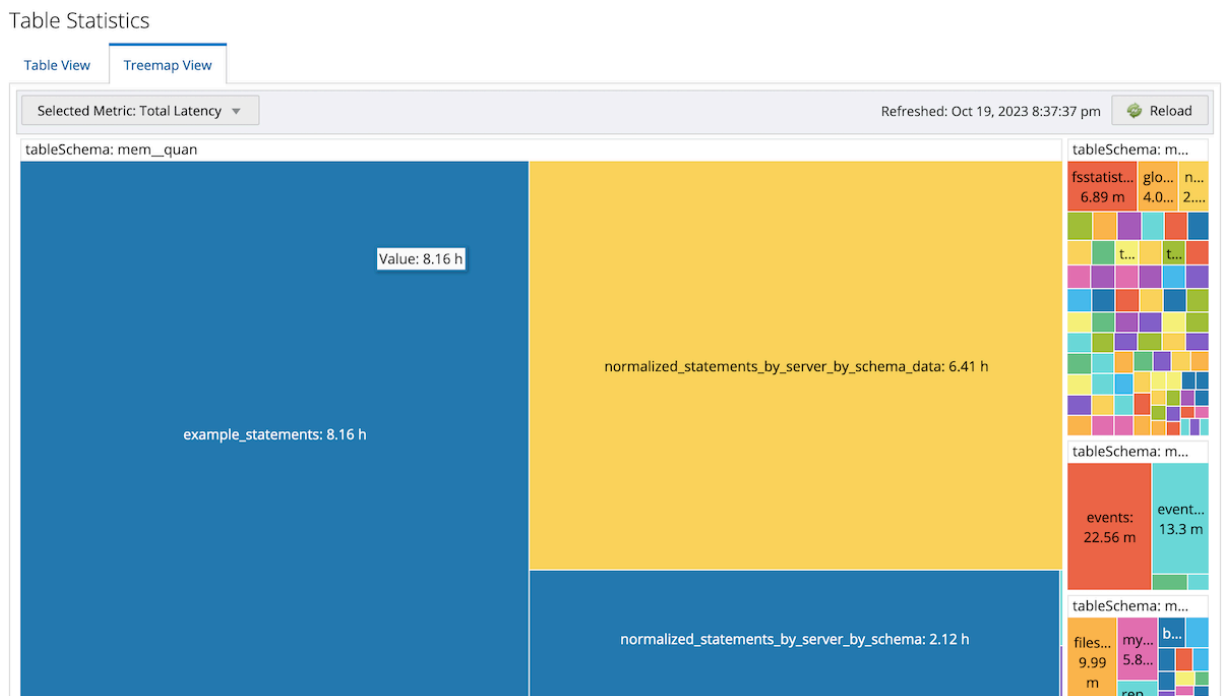 Table Statistics
Table View
Treemap View
Selected Metric: Total Latency
Refreshed: Oct 19, 2023 8:37:37 pm
Reload
tableSchema: mem__quan
Value: 8.16 h
example_statements: 8.16 h
normalized_statements_by_server_by_schema_data: 6.41 h
normalized_statements_by_server_by_schema: 2.12 h
tableSchema: m...
fsstatist...
6.89 m
glo...
4.0...
n...
2....
t...
t...
tableSchema: m...
events:
22.56 m
event...
13.3 m
tableSchema: m...
files...
9.99
m
my...
5.8...
b...